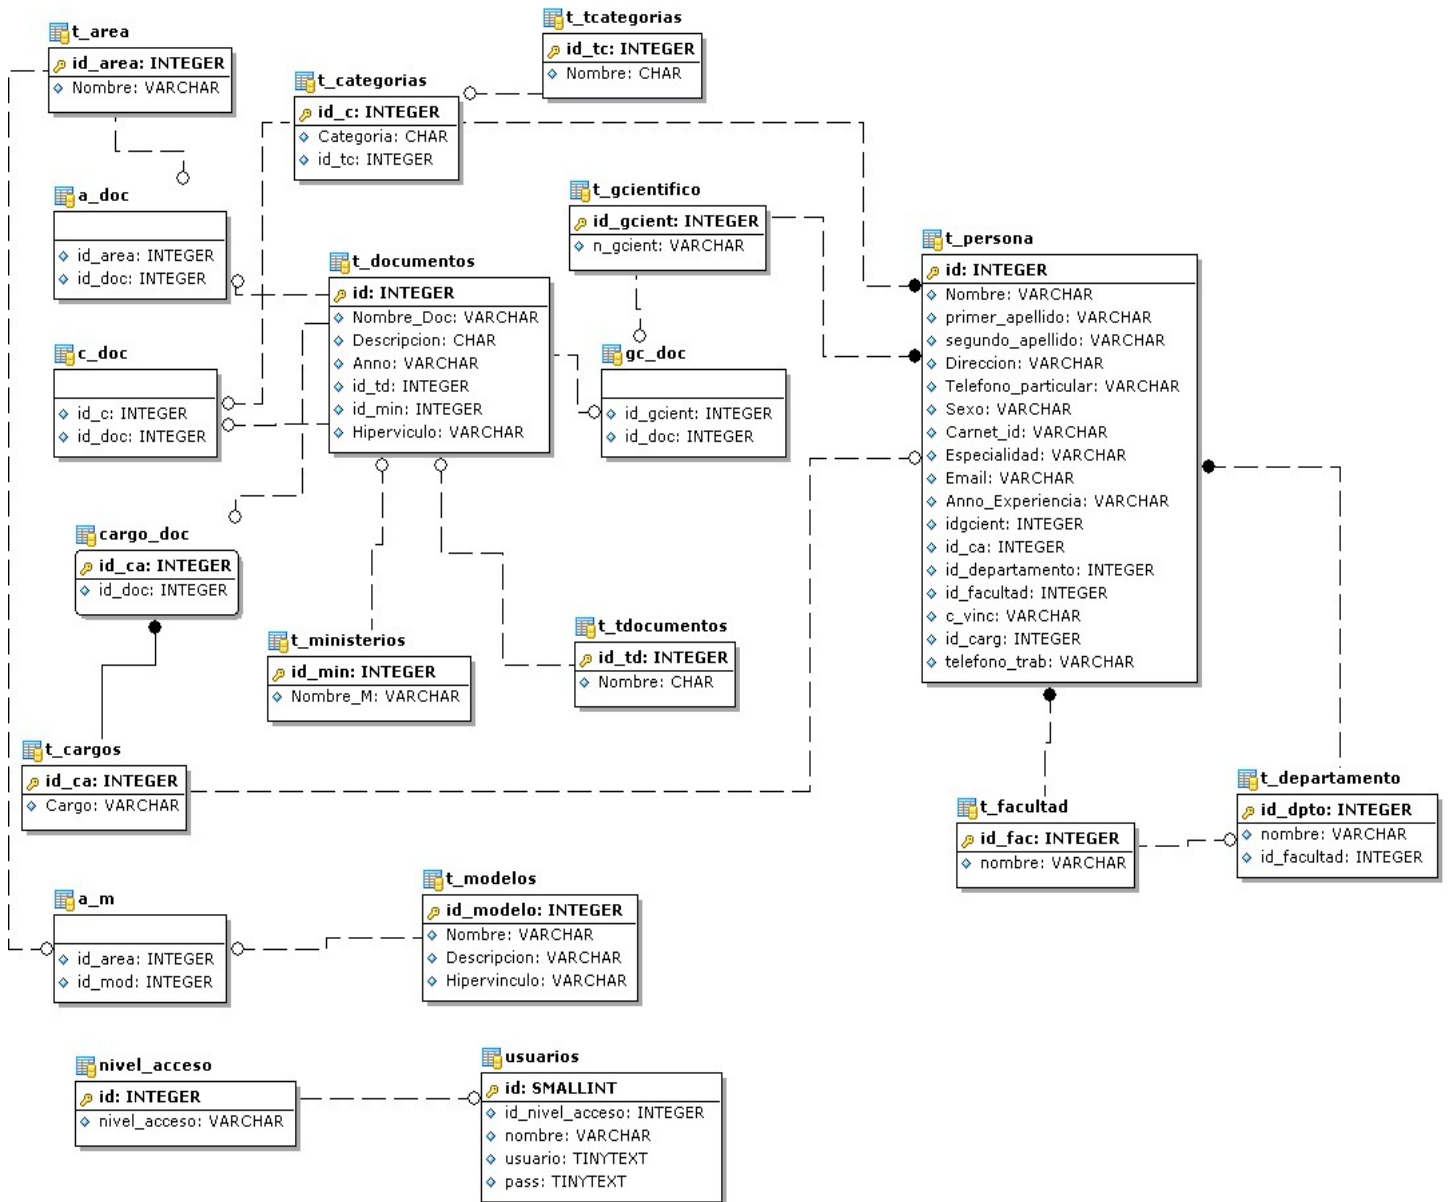 t_area
id_area: INTEGER
Nombre: VARCHAR
t_tcategorias
id_tc: INTEGER
Nombre: CHAR
t_categorias
id_c: INTEGER
Categoria: CHAR
id_tc: INTEGER
a_doc
id_area: INTEGER
id_doc: INTEGER
t_gcientifico
id_gcient: INTEGER
n_gcient: VARCHAR
t_documentos
id: INTEGER
Nombre_Doc: VARCHAR
Descripcion: CHAR
Anno: VARCHAR
id_td: INTEGER
id_min: INTEGER
Hiperviculo: VARCHAR
t_persona
id: INTEGER
Nombre: VARCHAR
primer_apellido: VARCHAR
segundo_apellido: VARCHAR
Direccion: VARCHAR
Telefono_particular: VARCHAR
Sexo: VARCHAR
Carnet_id: VARCHAR
Especialidad: VARCHAR
Email: VARCHAR
Anno_Experiencia: VARCHAR
idgcient: INTEGER
id_ca: INTEGER
id_departamento: INTEGER
id_facultad: INTEGER
c_vinc: VARCHAR
id_carg: INTEGER
telefono_trab: VARCHAR
c_doc
id_c: INTEGER
id_doc: INTEGER
gc_doc
id_gcient: INTEGER
id_doc: INTEGER
cargo_doc
id_ca: INTEGER
id_doc: INTEGER
t_ministerios
id_min: INTEGER
Nombre_M: VARCHAR
t_tdocumentos
id_td: INTEGER
Nombre: CHAR
t_cargos
id_ca: INTEGER
Cargo: VARCHAR
t_facultad
id_fac: INTEGER
nombre: VARCHAR
t_departamento
id_dpto: INTEGER
nombre: VARCHAR
id_facultad: INTEGER
a_m
id_area: INTEGER
id_mod: INTEGER
t_modelos
id_modelo: INTEGER
Nombre: VARCHAR
Descripcion: VARCHAR
Hipervinculo: VARCHAR
nivel_acceso
id: INTEGER
nivel_acceso: VARCHAR
usuarios
id: SMALLINT
id_nivel_acceso: INTEGER
nombre: VARCHAR
usuario: TINYTEXT
pass: TINYTEXT